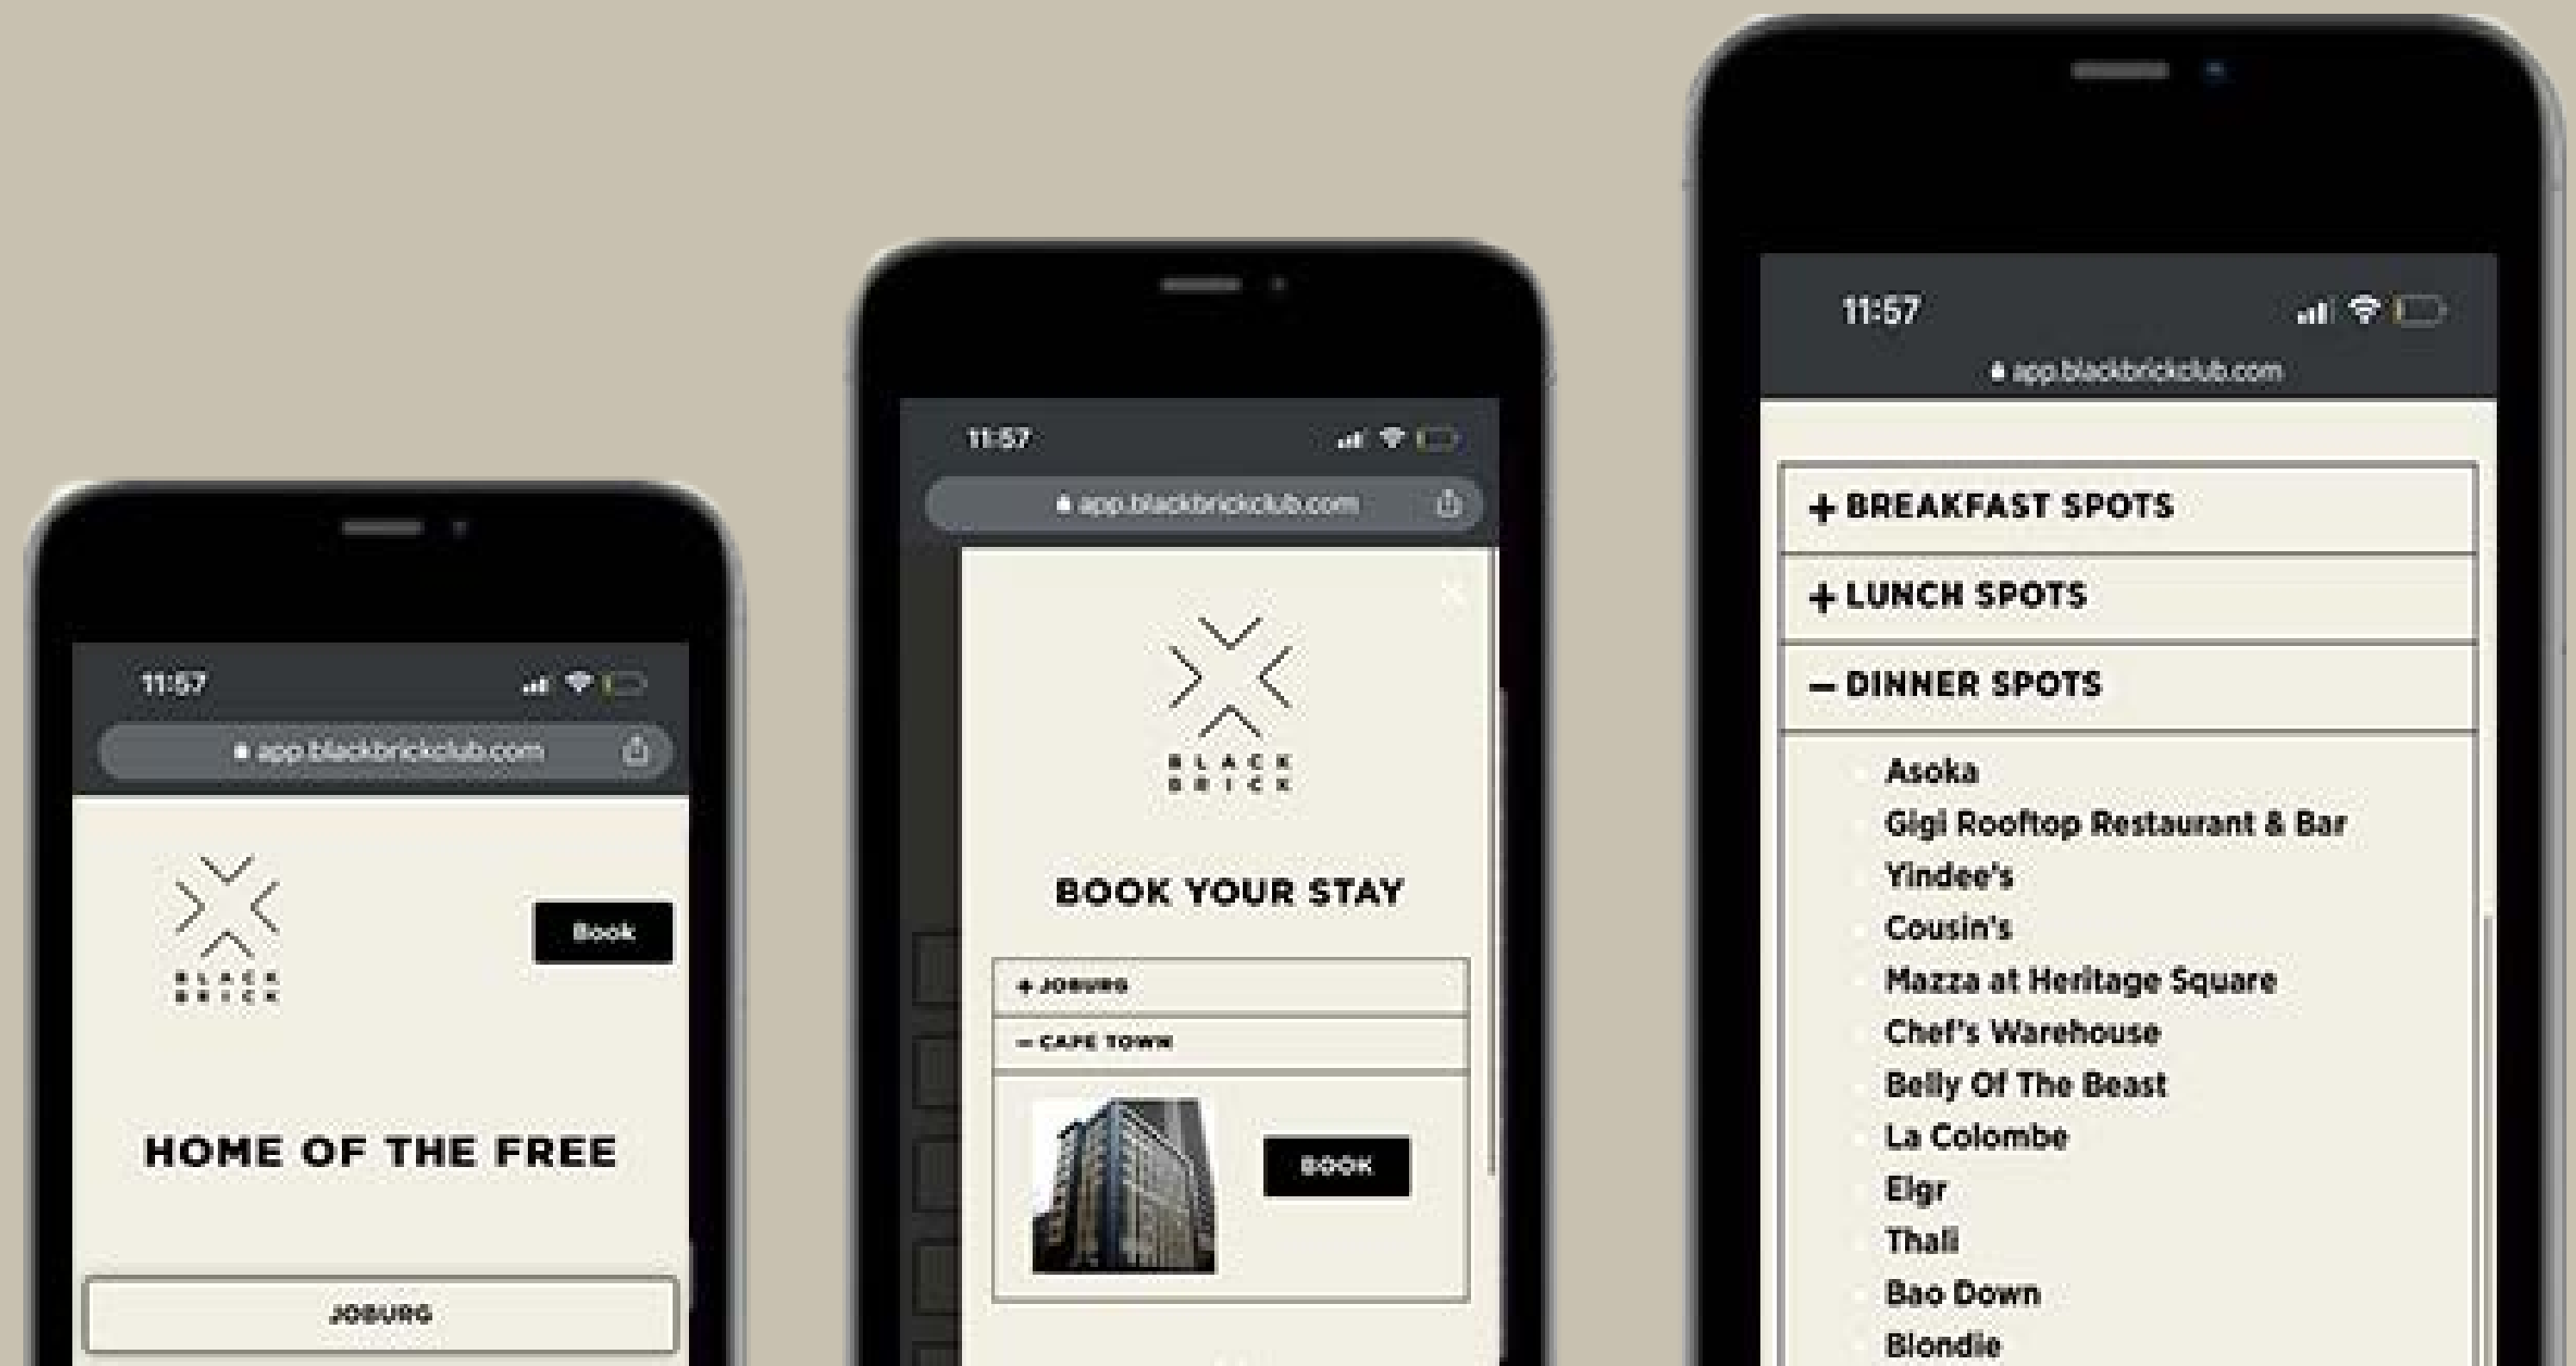 11:57
app.blackbrickclub.com
BLACK
BRICK
Book
HOME OF THE FREE
JOBURG
11:57
app.blackbrickclub.com
BLACK
BRICK
BOOK YOUR STAY
+ JOBURG
– CAPE TOWN
BOOK
11:57
app.blackbrickclub.com
+ BREAKFAST SPOTS
+ LUNCH SPOTS
– DINNER SPOTS
Asoka
Gigi Rooftop Restaurant & Bar
Yindee's
Cousin's
Mazza at Heritage Square
Chef's Warehouse
Belly Of The Beast
La Colombe
Elgr
Thali
Bao Down
Blondie